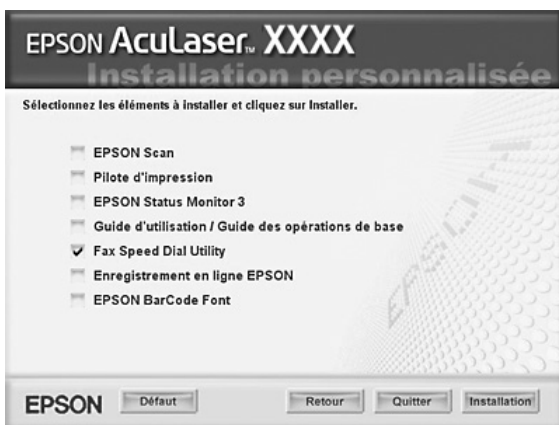 EPSON AcuLaser™ XXXX
Installation personnalisée
Sélectionnez les éléments à installer et cliquez sur Installer.
EPSON Scan
Pilote d'impression
EPSON Status Monitor 3
Guide d'utilisation / Guide des opérations de base
Fax Speed Dial Utility
Enregistrement en ligne EPSON
EPSON BarCode Font
EPSON
EPSON Défaut Retour Quitter Installation